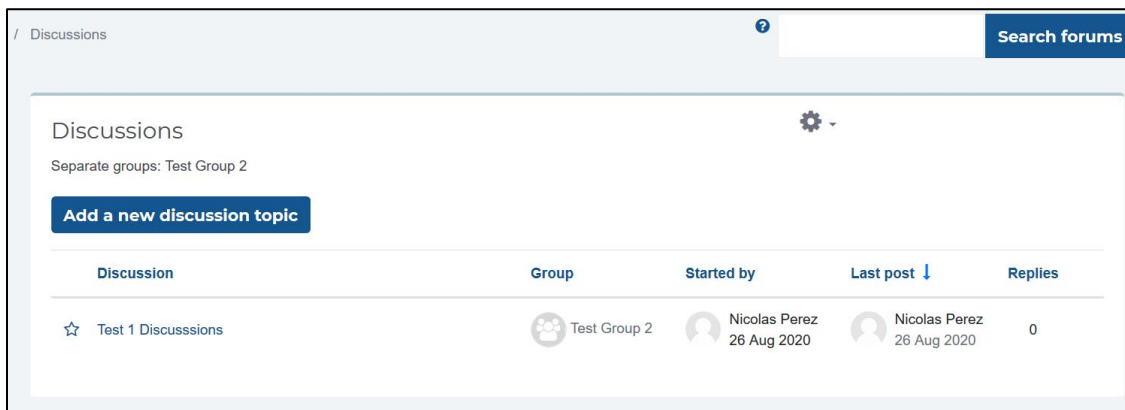 / Discussions
Search forums
Discussions
Separate groups: Test Group 2
Add a new discussion topic
Discussion Group Started by Last post ↓ Replies
Test 1 Discusssions Test Group 2 Nicolas Perez Nicolas Perez 0
26 Aug 2020 26 Aug 2020